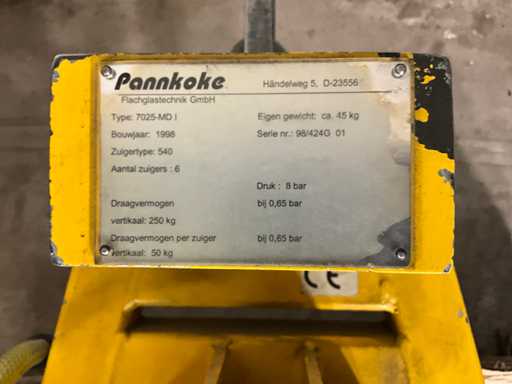 Pannkoke Händelweg 5, D-23556
Flachglastechnik GmbH
Type: 7025-MD I Eigen gewicht: ca. 45 kg
Bouwjaar: 1998 Serie nr.: 98/424G 01
Zuigertype: 540
Aantal zuigers : 6
Druk : 8 bar
Draagvermogen bij 0,65 bar
vertikaal: 250 kg
Draagvermogen per zuiger bij 0,65 bar
vertikaal: 50 kg
CE